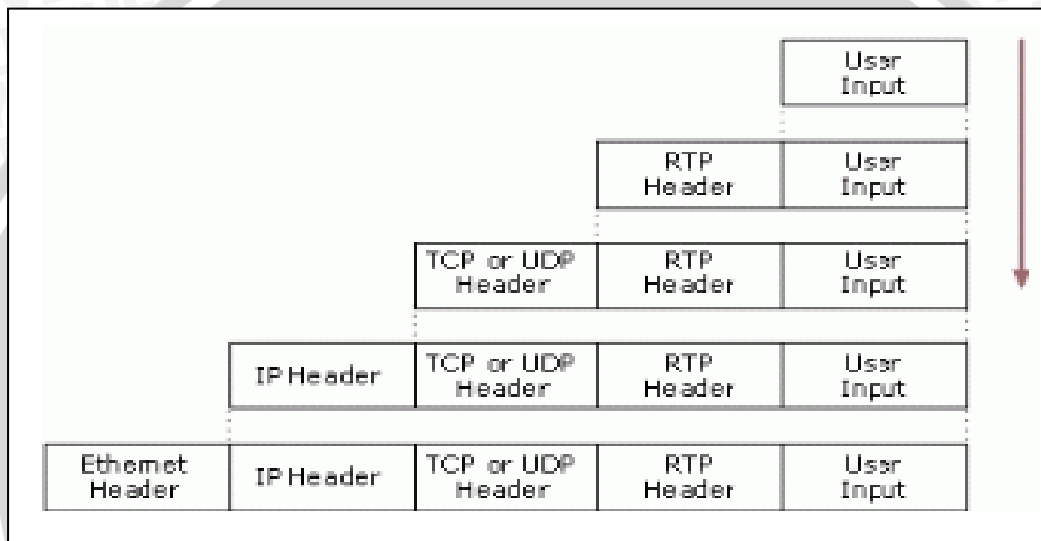 User
Input
RTP
Header
User
Input
TCP or UDP
Header
RTP
Header
User
Input
IP Header
TCP or UDP
Header
RTP
Header
User
Input
Ethernet
Header
IP Header
TCP or UDP
Header
RTP
Header
User
Input